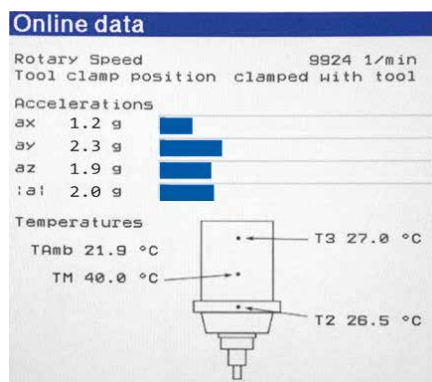 Online data
Rotary Speed 9924 1/min
Tool clamp position clamped with tool
Accelerations
ax 1.2 g
ay 2.3 g
az 1.9 g
¦a¦ 2.0 g
Temperatures
T3 27.0 °C
TAmb 21.9 °C
TM 40.0 °C
T2 26.5 °C